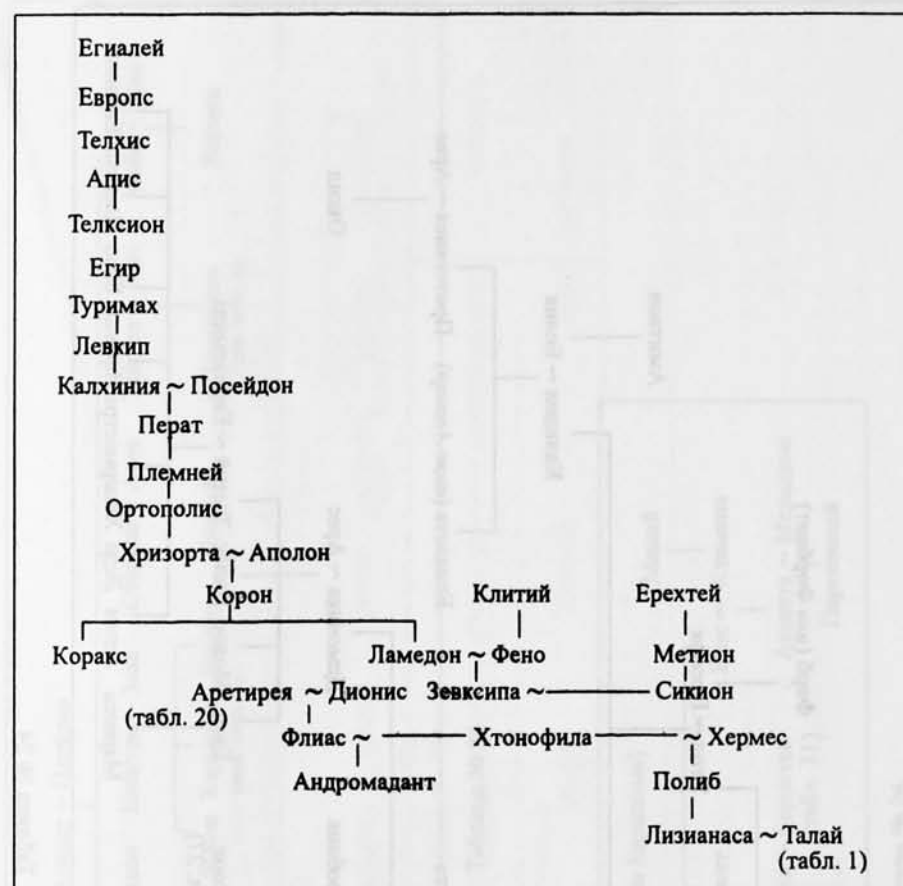 Егиалей
Европс
Телхис
Апис
Телксион
Егир
Туримах
Левкип
Калхиния ~ Посейдон
Перат
Племней
Ортополис
Хризорта ~ Аполон
Корон Клитий Ерехтей
Коракс Ламедон ~ Фено Метион
Аретирея ~ Дионис Зевксипа ~ Сикион
(табл. 20)
Флиас ~ Хтонофила ~ Хермес
Андромадант Полиб
Лизианаса ~ Талай
(табл. 1)